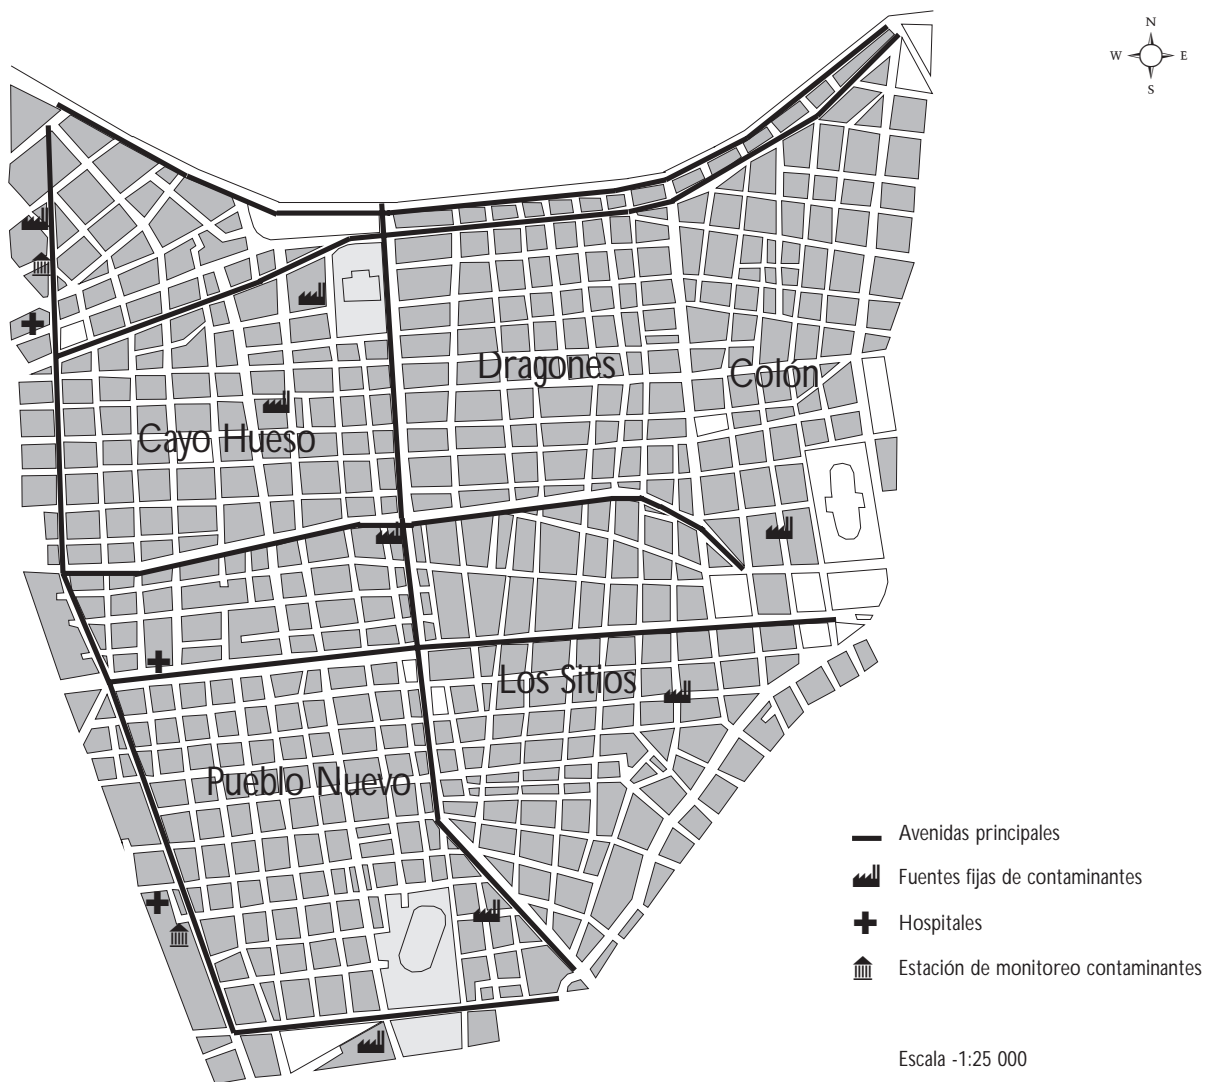 N
W E
S
Dragones
Colón
Cayo Hueso
Los Sitios
Pueblo Nuevo
Avenidas principales
Fuentes fijas de contaminantes
Hospitales
Estación de monitoreo contaminantes
Escala -1:25 000